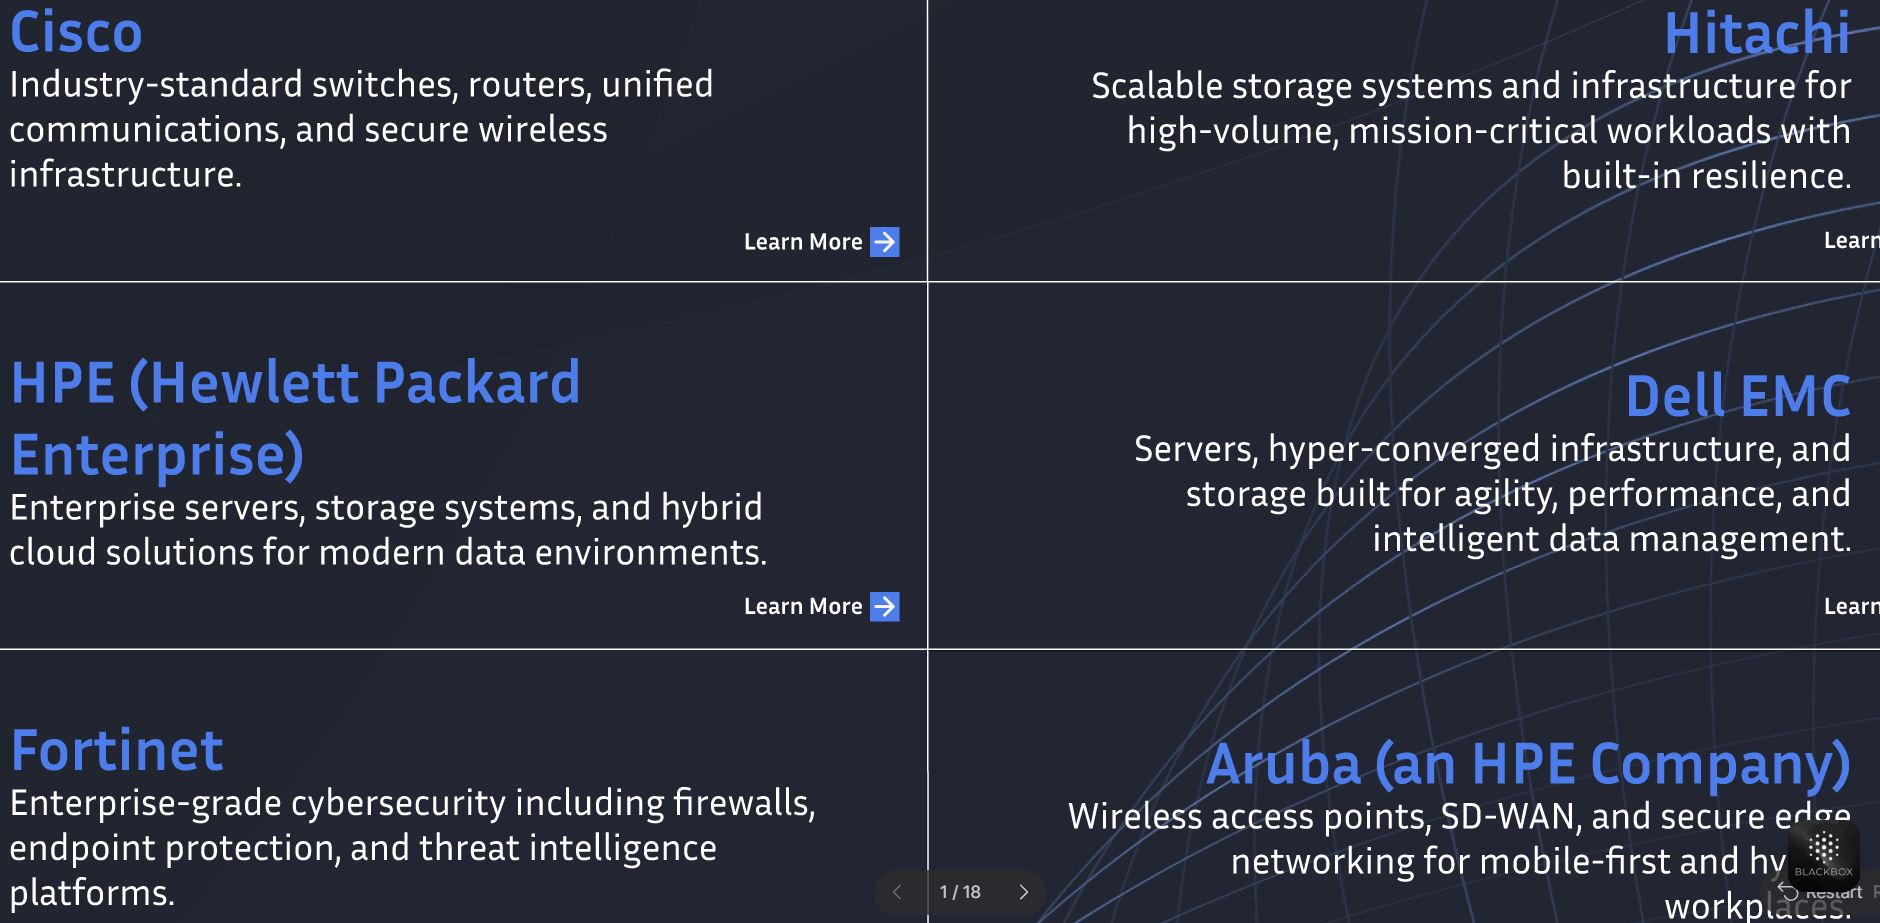 Cisco
Industry-standard switches, routers, unified
communications, and secure wireless
infrastructure.
Learn More
Hitachi
Scalable storage systems and infrastructure for
high-volume, mission-critical workloads with
built-in resilience.
Learn
HPE (Hewlett Packard
Enterprise)
Enterprise servers, storage systems, and hybrid
cloud solutions for modern data environments.
Learn More
Dell EMC
Servers, hyper-converged infrastructure, and
storage built for agility, performance, and
intelligent data management.
Learn
Fortinet
Enterprise-grade cybersecurity including firewalls,
endpoint protection, and threat intelligence
platforms.
Aruba (an HPE Company)
Wireless access points, SD-WAN, and secure edge
networking for mobile-first and hy
workplaces.
1 / 18
BLACKBOX
Restart